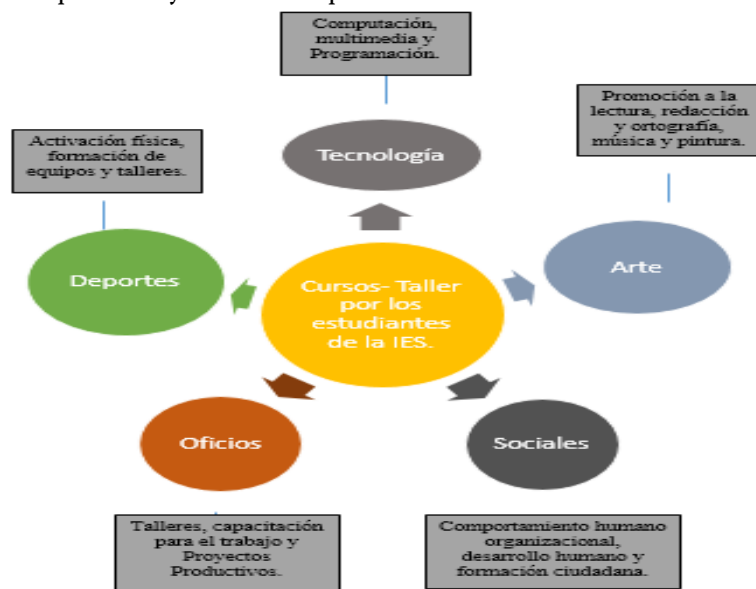 Computación,
multimedia y
Programación.
Tecnología
Promoción a la
lectura, redacción
y ortografía,
música y pintura.
Arte
Activación física,
formación de
equipos y talleres.
Deportes
Cursos- Taller
por los
estudiantes
de la IES.
Oficios
Sociales
Talleres, capacitación
para el trabajo y
Proyectos
Productivos.
Comportamiento humano
organizacional,
desarrollo humano y
formación ciudadana.